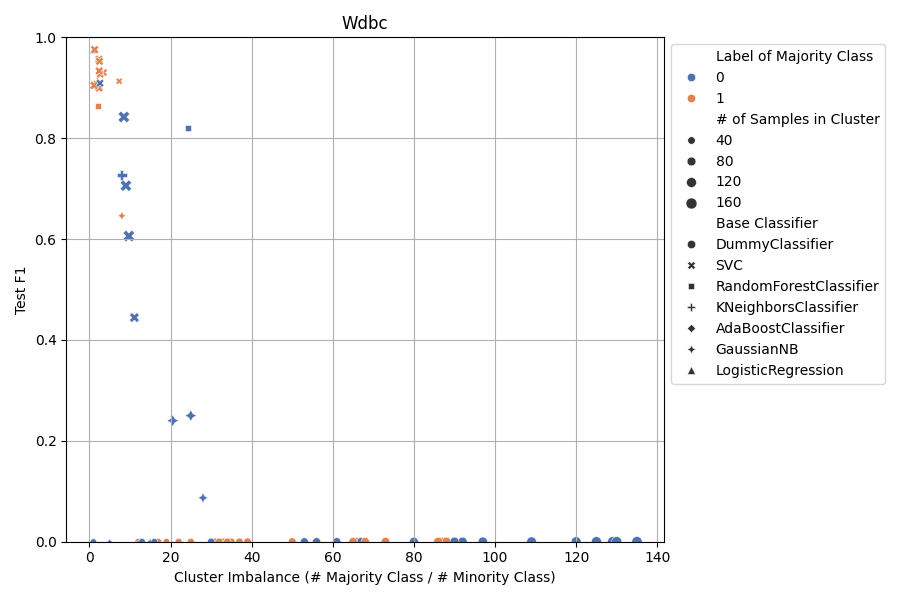 Wdbc
Test F1
1.0
0.8
0.6
0.4
0.2
0.0
0 20 40 60 80 100 120 140
Cluster Imbalance (# Majority Class / # Minority Class)
Label of Majority Class
0
1
# of Samples in Cluster
40
80
120
160
Base Classifier
DummyClassifier
SVC
RandomForestClassifier
KNeighborsClassifier
AdaBoostClassifier
GaussianNB
LogisticRegression